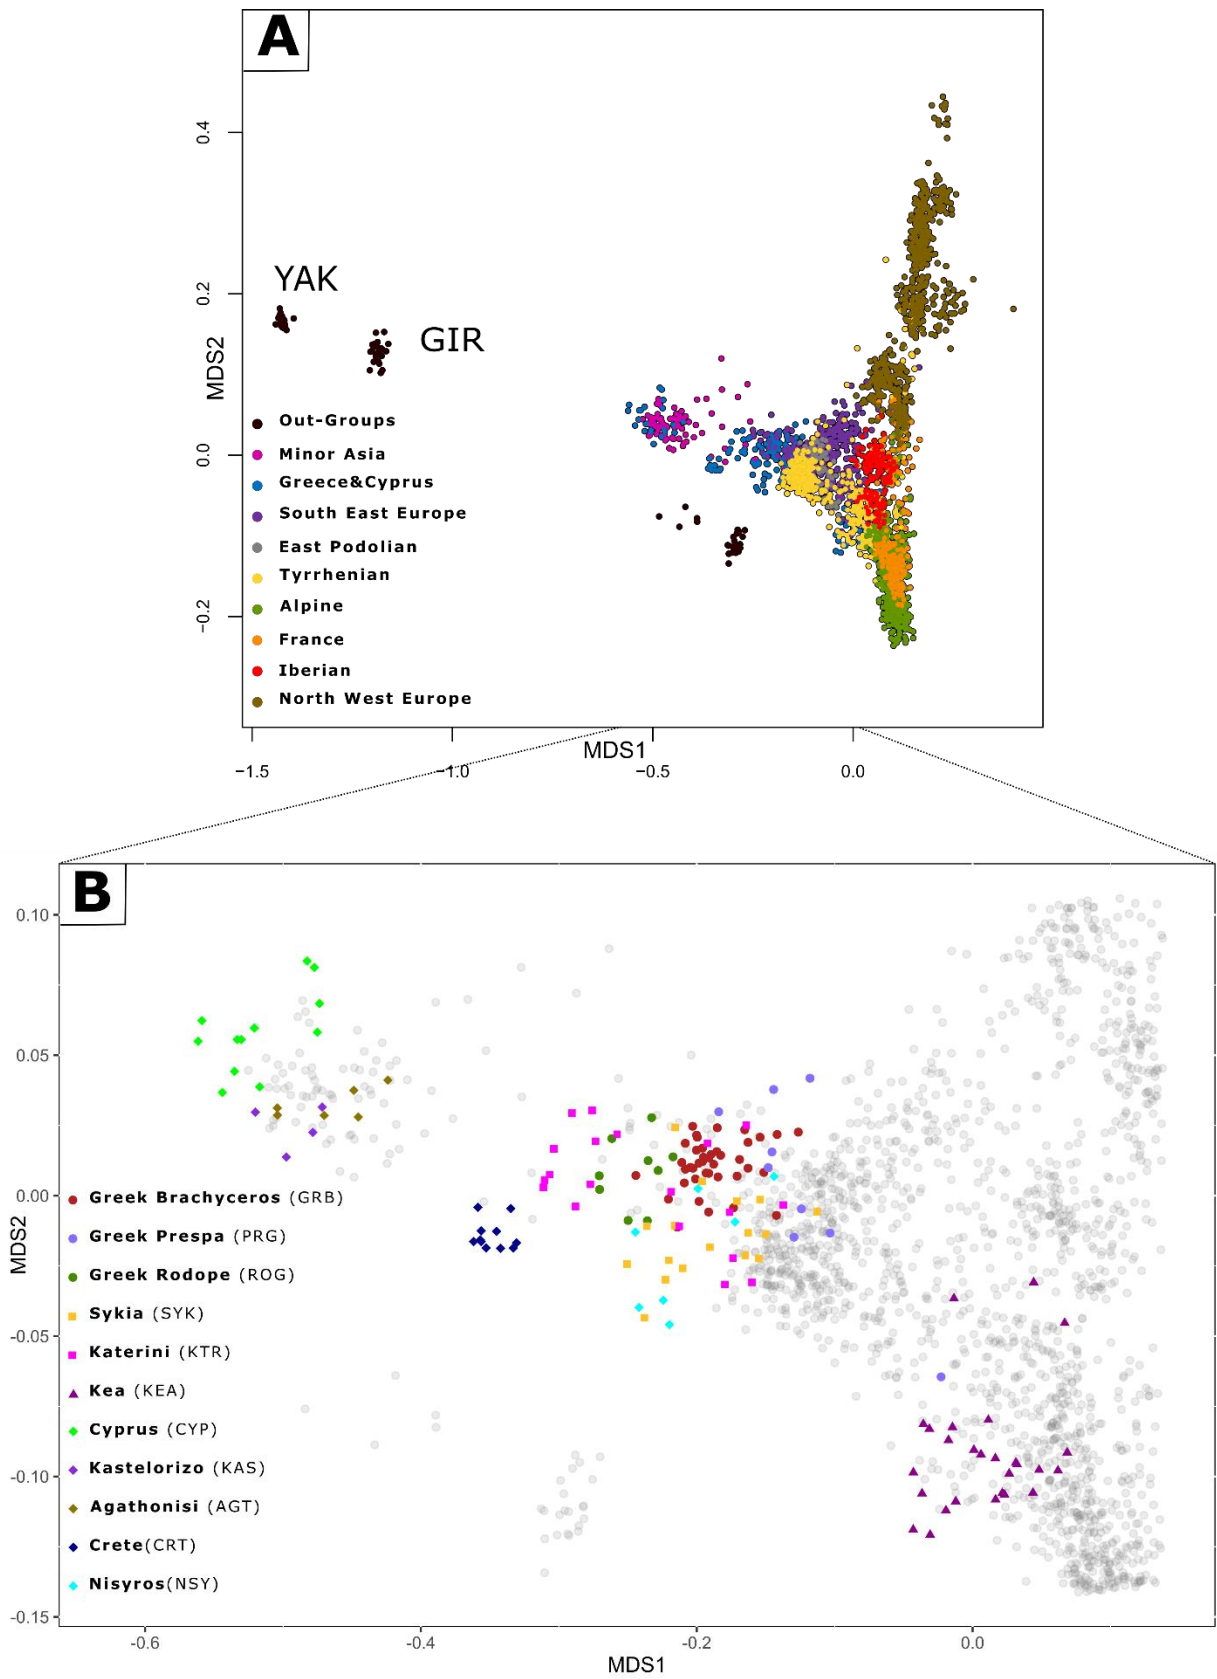 A
0.4
YAK
0.2
GIR
MDS2
Out-Groups
Minor Asia
0.0
Greece&Cyprus
South East Europe
East Podolian
Tyrrhenian
Alpine
−0.2
France
Iberian
North West Europe
MDS1
−1.5
−1.0
−0.5
0.0
B
0.10
0.05
0.00
Greek Brachyceros (GRB)
MDS2
Greek Prespa (PRG)
Greek Rodope (ROG)
Sykia (SYK)
-0.05
Katerini (KTR)
Kea (KEA)
Cyprus (CYP)
Kastelorizo (KAS)
-0.10
Agathonisi (AGT)
Crete(CRT)
Nisyros(NSY)
-0.15
-0.6
-0.4
-0.2
0.0
MDS1